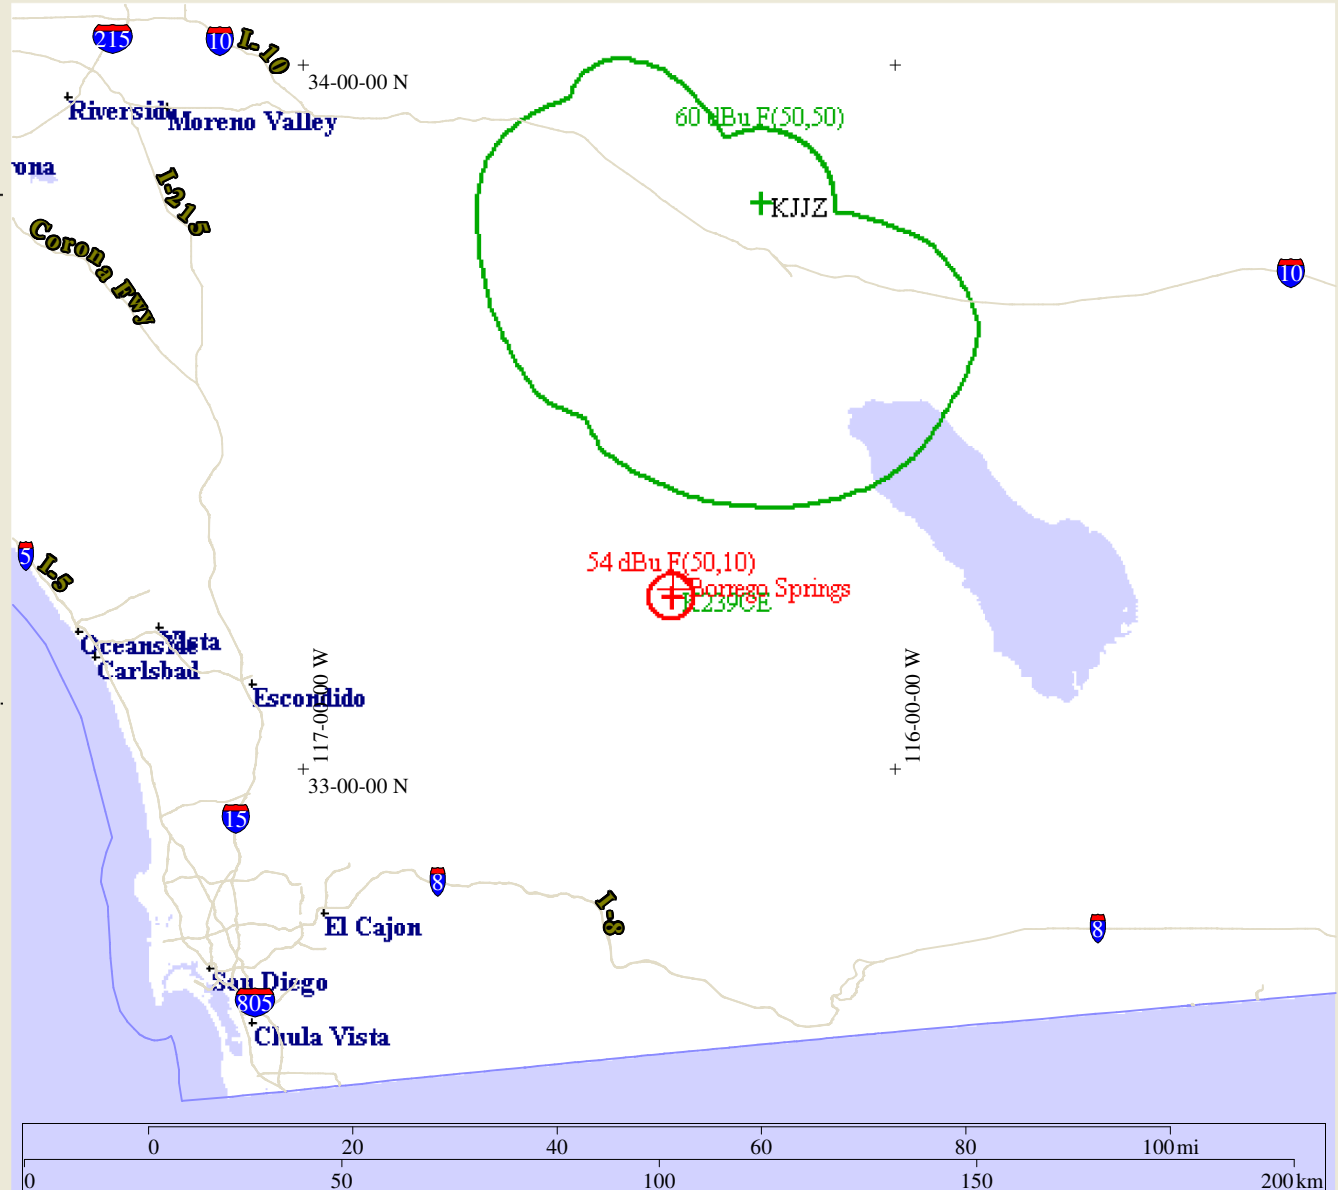 215
10
I-10
34-00-00 N
Riverside
Moreno Valley
60 dBu F(50,50)
rona
I-215
KJJZ
Corona Fwy
10
5
I-5
54 dBu F(50,10)
Borrego Springs
K239CE
Oceanside
Vista
Carlsbad
Escondido
117-00-00 W
116-00-00 W
33-00-00 N
15
8
I-8
El Cajon
8
San Diego
805
Chula Vista
0 20 40 60 80 100 mi
0 50 100 150 200 km